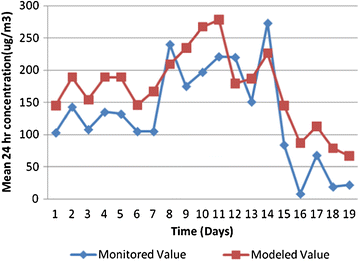 Mean 24 hr concentration(ug/m3)
300
250
200
150
100
50
0
1 2 3 4 5 6 7 8 9 10 11 12 13 14 15 16 17 18 19
Time (Days)
Monitored Value Modeled Value